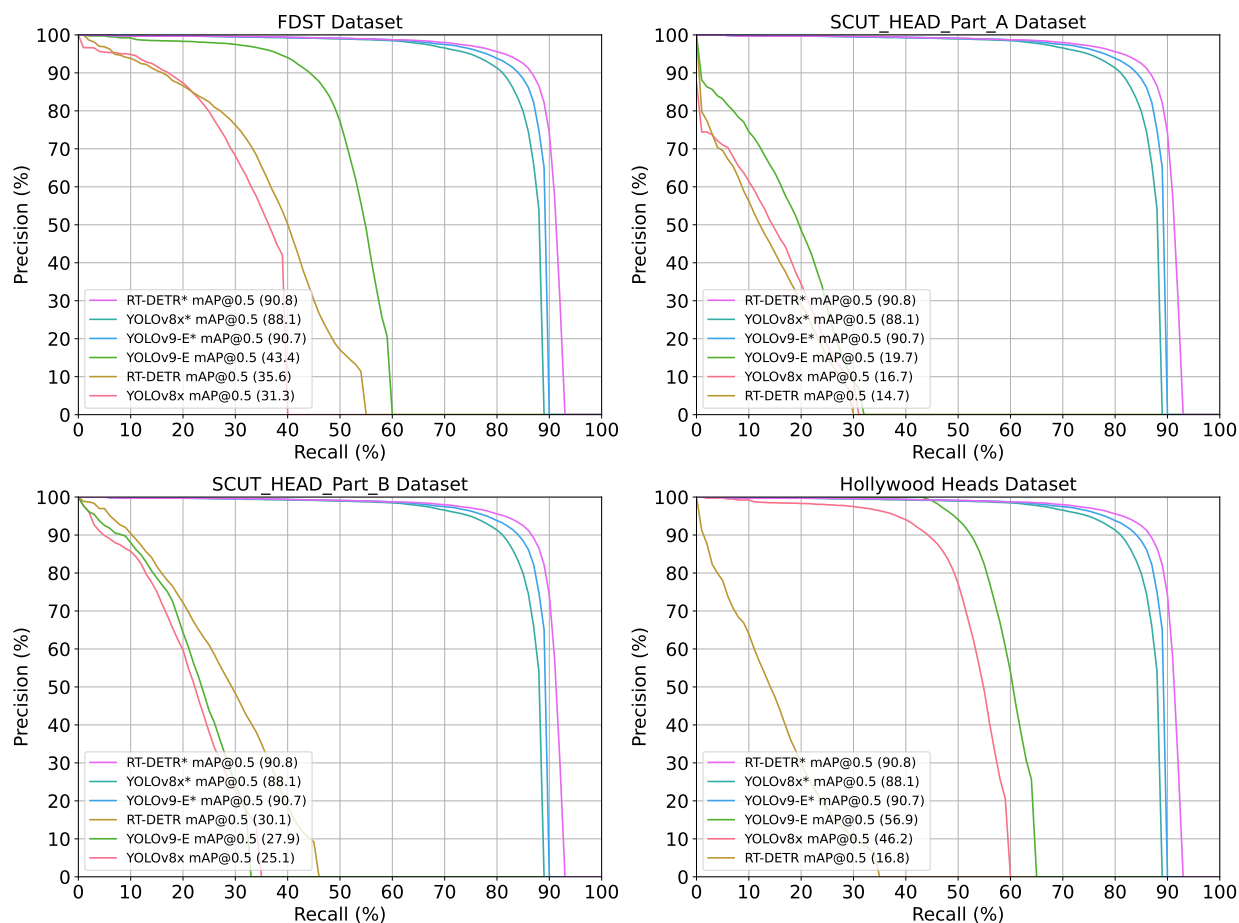 FDST Dataset
100
90
80
70
60
50
40
30
20
10
0
Precision (%)
RT-DETR* mAP@0.5 (90.8)
YOLOv8x* mAP@0.5 (88.1)
YOLOv9-E* mAP@0.5 (90.7)
YOLOv9-E mAP@0.5 (43.4)
RT-DETR mAP@0.5 (35.6)
YOLOv8x mAP@0.5 (31.3)
0 10 20 30 40 50 60 70 80 90 100
Recall (%)
SCUT_HEAD_Part_A Dataset
100
90
80
70
60
50
40
30
20
10
0
Precision (%)
RT-DETR* mAP@0.5 (90.8)
YOLOv8x* mAP@0.5 (88.1)
YOLOv9-E* mAP@0.5 (90.7)
YOLOv9-E mAP@0.5 (19.7)
YOLOv8x mAP@0.5 (16.7)
RT-DETR mAP@0.5 (14.7)
0 10 20 30 40 50 60 70 80 90 100
Recall (%)
SCUT_HEAD_Part_B Dataset
100
90
80
70
60
50
40
30
20
10
0
Precision (%)
RT-DETR* mAP@0.5 (90.8)
YOLOv8x* mAP@0.5 (88.1)
YOLOv9-E* mAP@0.5 (90.7)
RT-DETR mAP@0.5 (30.1)
YOLOv9-E mAP@0.5 (27.9)
YOLOv8x mAP@0.5 (25.1)
0 10 20 30 40 50 60 70 80 90 100
Recall (%)
Hollywood Heads Dataset
100
90
80
70
60
50
40
30
20
10
0
Precision (%)
RT-DETR* mAP@0.5 (90.8)
YOLOv8x* mAP@0.5 (88.1)
YOLOv9-E* mAP@0.5 (90.7)
YOLOv9-E mAP@0.5 (56.9)
YOLOv8x mAP@0.5 (46.2)
RT-DETR mAP@0.5 (16.8)
0 10 20 30 40 50 60 70 80 90 100
Recall (%)